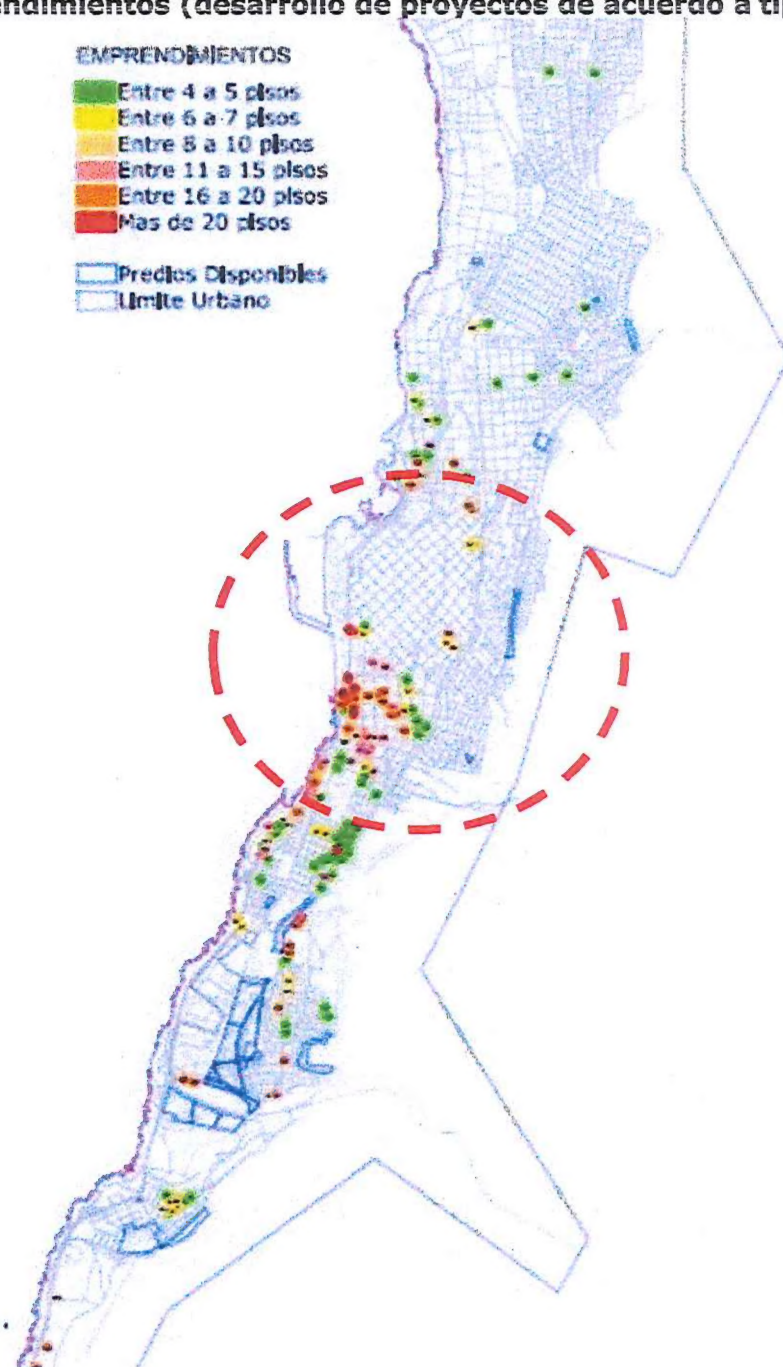 endimientos (desarrollo de proyectos de acuerdo a ti
EMPRENDIMIENTOS
Entre 4 a 5 pisos
Entre 6 a 7 pisos
Entre 8 a 10 pisos
Entre 11 a 15 pisos
Entre 16 a 20 pisos
Mas de 20 pisos
Predios Disponibles
Limite Urbano